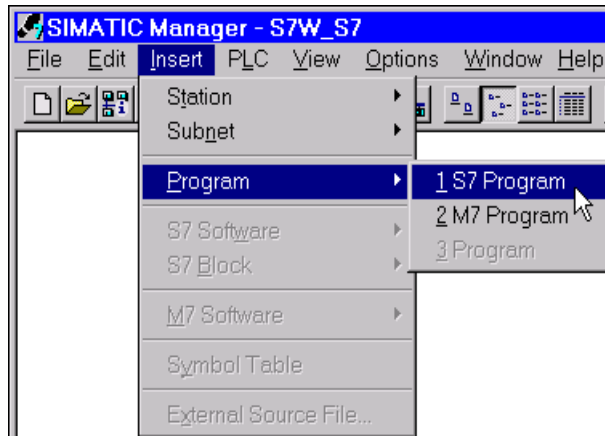 SIMATIC Manager - S7W_S7
File Edit Insert PLC View Options Window Help
Station
Subnet
Program
1 S7 Program
2 M7 Program
3 Program
S7 Software
S7 Block
M7 Software
Symbol Table
External Source File...